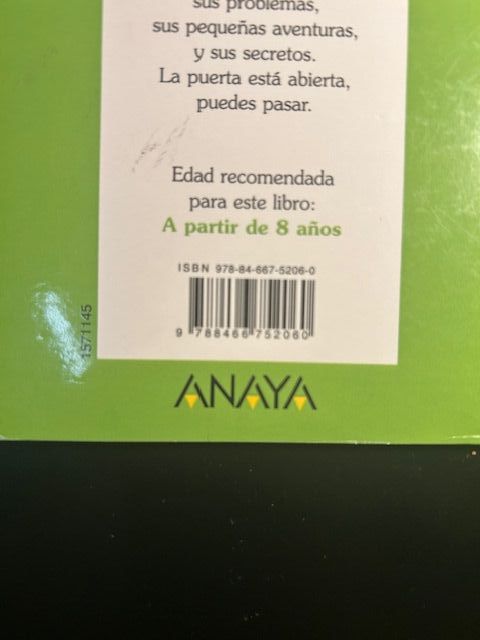 sus problemas,
sus pequeñas aventuras,
y sus secretos.
La puerta está abierta,
puedes pasar.
Edad recomendada
para este libro:
A partir de 8 años
ISBN 978-84-667-5206-0
9 788466 752060
1571145
ANAYA